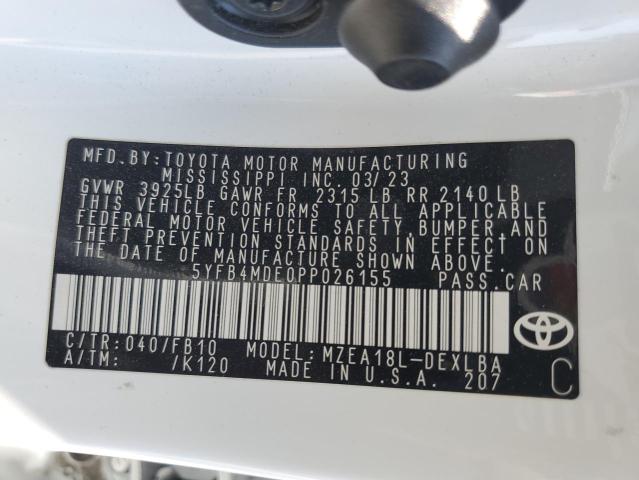 MFD.BY:TOYOTA MOTOR MANUFACTURING
MISSISSIPPI INC. 03/23
GVWR 3925LB GAWR FR 2315 LB RR 2140 LB
THIS VEHICLE CONFORMS TO ALL APPLICABLE
FEDERAL MOTOR VEHICLE SAFETY, BUMPER, AND
THEFT PREVENTION STANDARDS IN EFFECT ON
THE DATE OF MANUFACTURE SHOWN ABOVE.
5YFB4MDE0PP026155 PASS.CAR
C/TR:040/FB10 MODEL:MZEA18L-DEXLBA
A/TM: /K120 MADE IN U.S.A. 207
C